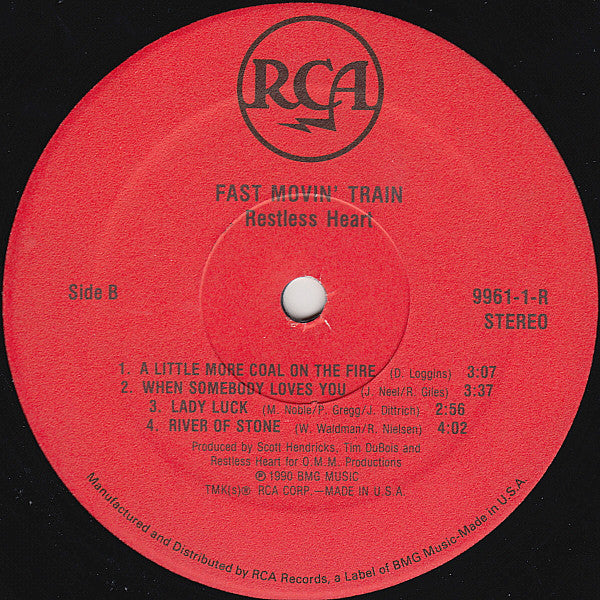 RCA
FAST MOVIN' TRAIN
Restless Heart
Side B
9961-1-R
STEREO
1. A LITTLE MORE COAL ON THE FIRE (D. Loggins) 3:07
2. WHEN SOMEBODY LOVES YOU (J. Neel/R. Giles) 3:37
3. LADY LUCK (M. Noble/P. Gregg/J. Dittrich) 2:56
4. RIVER OF STONE (W. Waldman/R. Nielsen) 4:02
Produced by Scott Hendricks, Tim DuBois and
Restless Heart for O.M.M. Productions
℗ 1990 BMG MUSIC
TMK(s)® RCA CORP.—MADE IN U.S.A.
Manufactured and Distributed by RCA Records, a Label of BMG Music-Made in U.S.A.